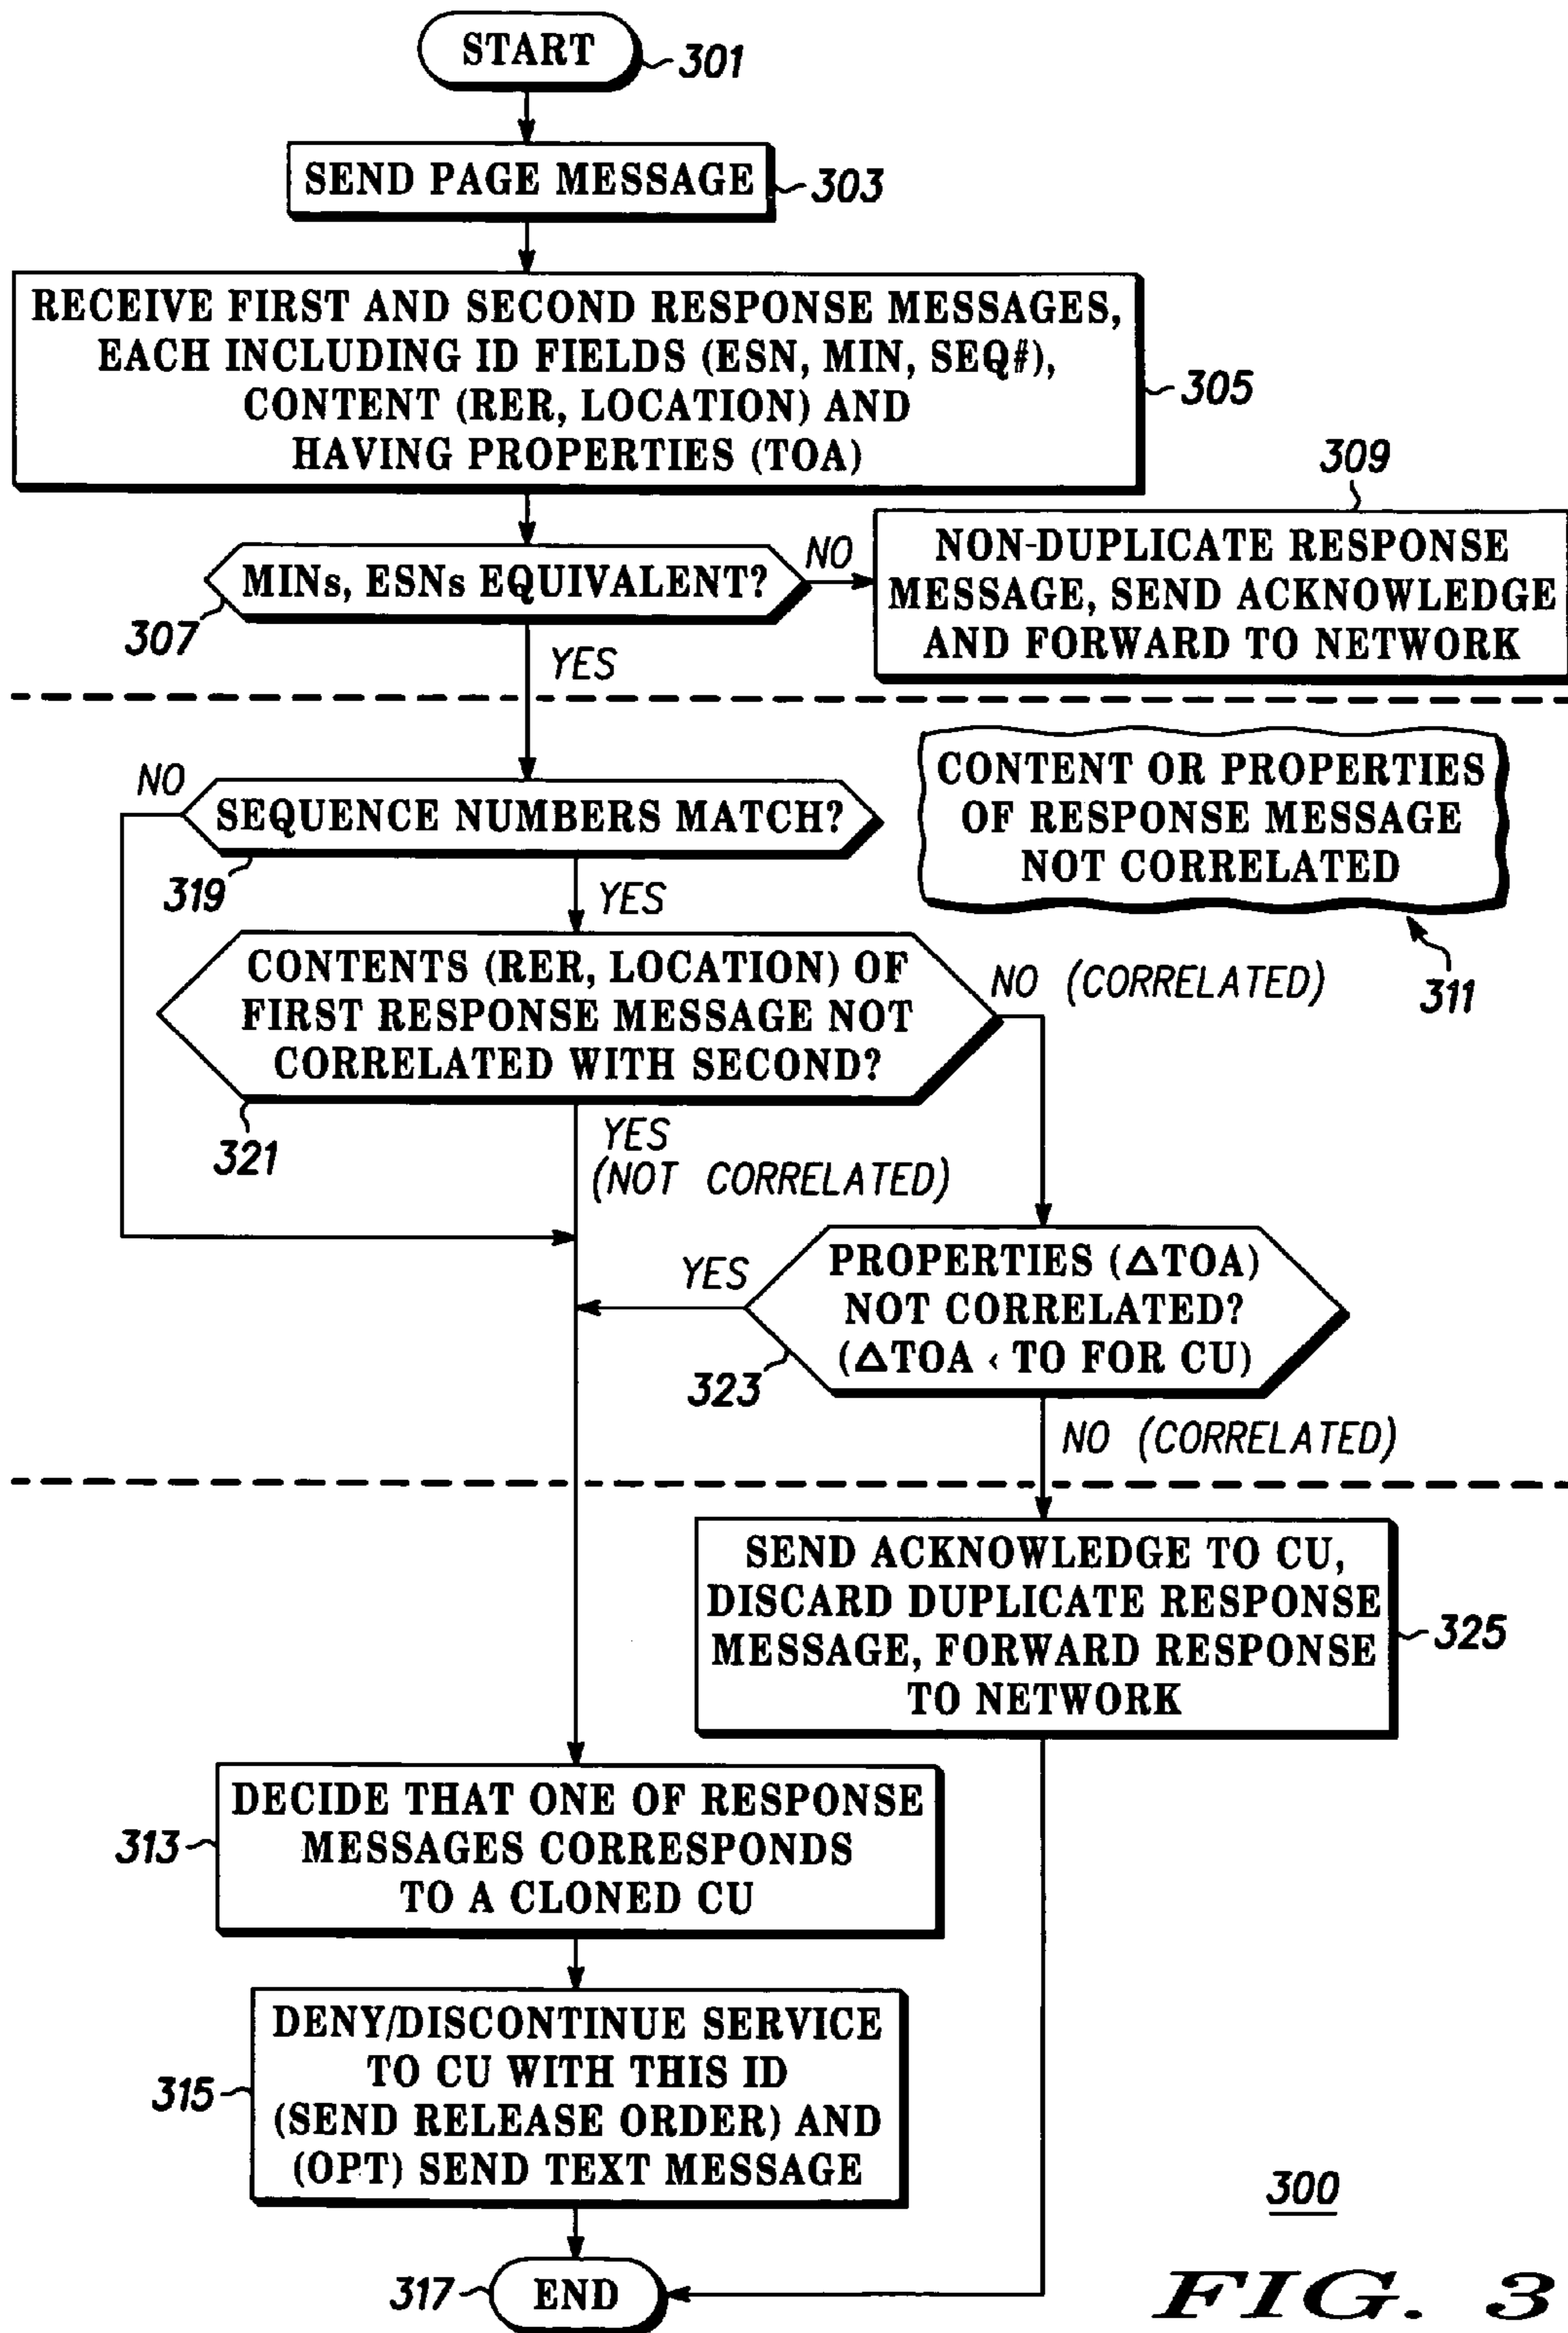 START
301
SEND PAGE MESSAGE
303
RECEIVE FIRST AND SECOND RESPONSE MESSAGES,
EACH INCLUDING ID FIELDS (ESN, MIN, SEQ#),
CONTENT (RER, LOCATION) AND
HAVING PROPERTIES (TOA)
305
309
MINs, ESNs EQUIVALENT?
307
NO
NON-DUPLICATE RESPONSE
MESSAGE, SEND ACKNOWLEDGE
AND FORWARD TO NETWORK
YES
CONTENT OR PROPERTIES
OF RESPONSE MESSAGE
NOT CORRELATED
311
NO
SEQUENCE NUMBERS MATCH?
319
YES
CONTENTS (RER, LOCATION) OF
FIRST RESPONSE MESSAGE NOT
CORRELATED WITH SECOND?
321
NO (CORRELATED)
YES
(NOT CORRELATED)
YES
PROPERTIES (△TOA)
NOT CORRELATED?
(△TOA < TO FOR CU)
323
NO (CORRELATED)
SEND ACKNOWLEDGE TO CU,
DISCARD DUPLICATE RESPONSE
MESSAGE, FORWARD RESPONSE
TO NETWORK
325
DECIDE THAT ONE OF RESPONSE
MESSAGES CORRESPONDS
TO A CLONED CU
313
DENY/DISCONTINUE SERVICE
TO CU WITH THIS ID
(SEND RELEASE ORDER) AND
(OPT) SEND TEXT MESSAGE
315
END
317
300
FIG. 3